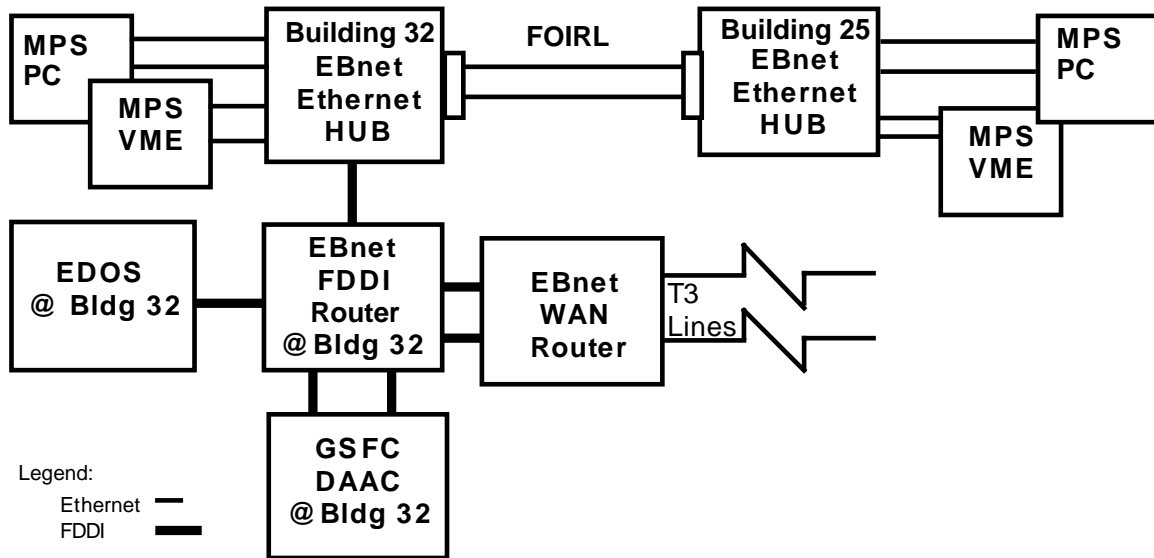 MPS
PC
MPS
VME
Building 32
EBnet
Ethernet
HUB
FOIRL
Building 25
EBnet
Ethernet
HUB
MPS
PC
MPS
VME
EDOS
@ Bldg 32
EBnet
FDDI
Router
@ Bldg 32
EBnet
WAN
Router
T3
Lines
GSFC
DAAC
@ Bldg 32
Legend:
Ethernet
FDDI